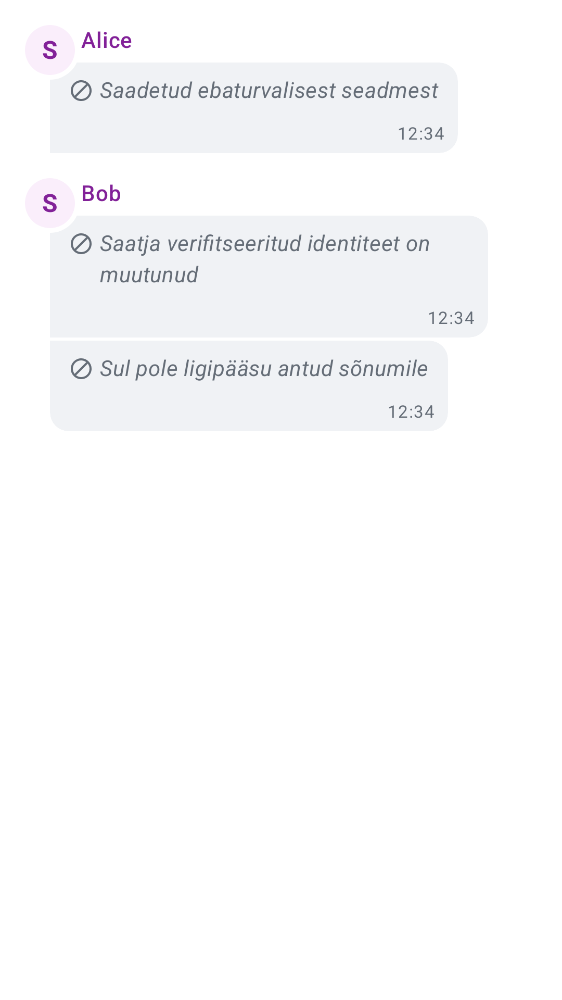 S
Alice
Saadetud ebaturvalisest seadmest
12:34
S
Bob
Saatja verifitseeritud identiteet on
muutunud
12:34
Sul pole ligipääsu antud sõnumile
12:34